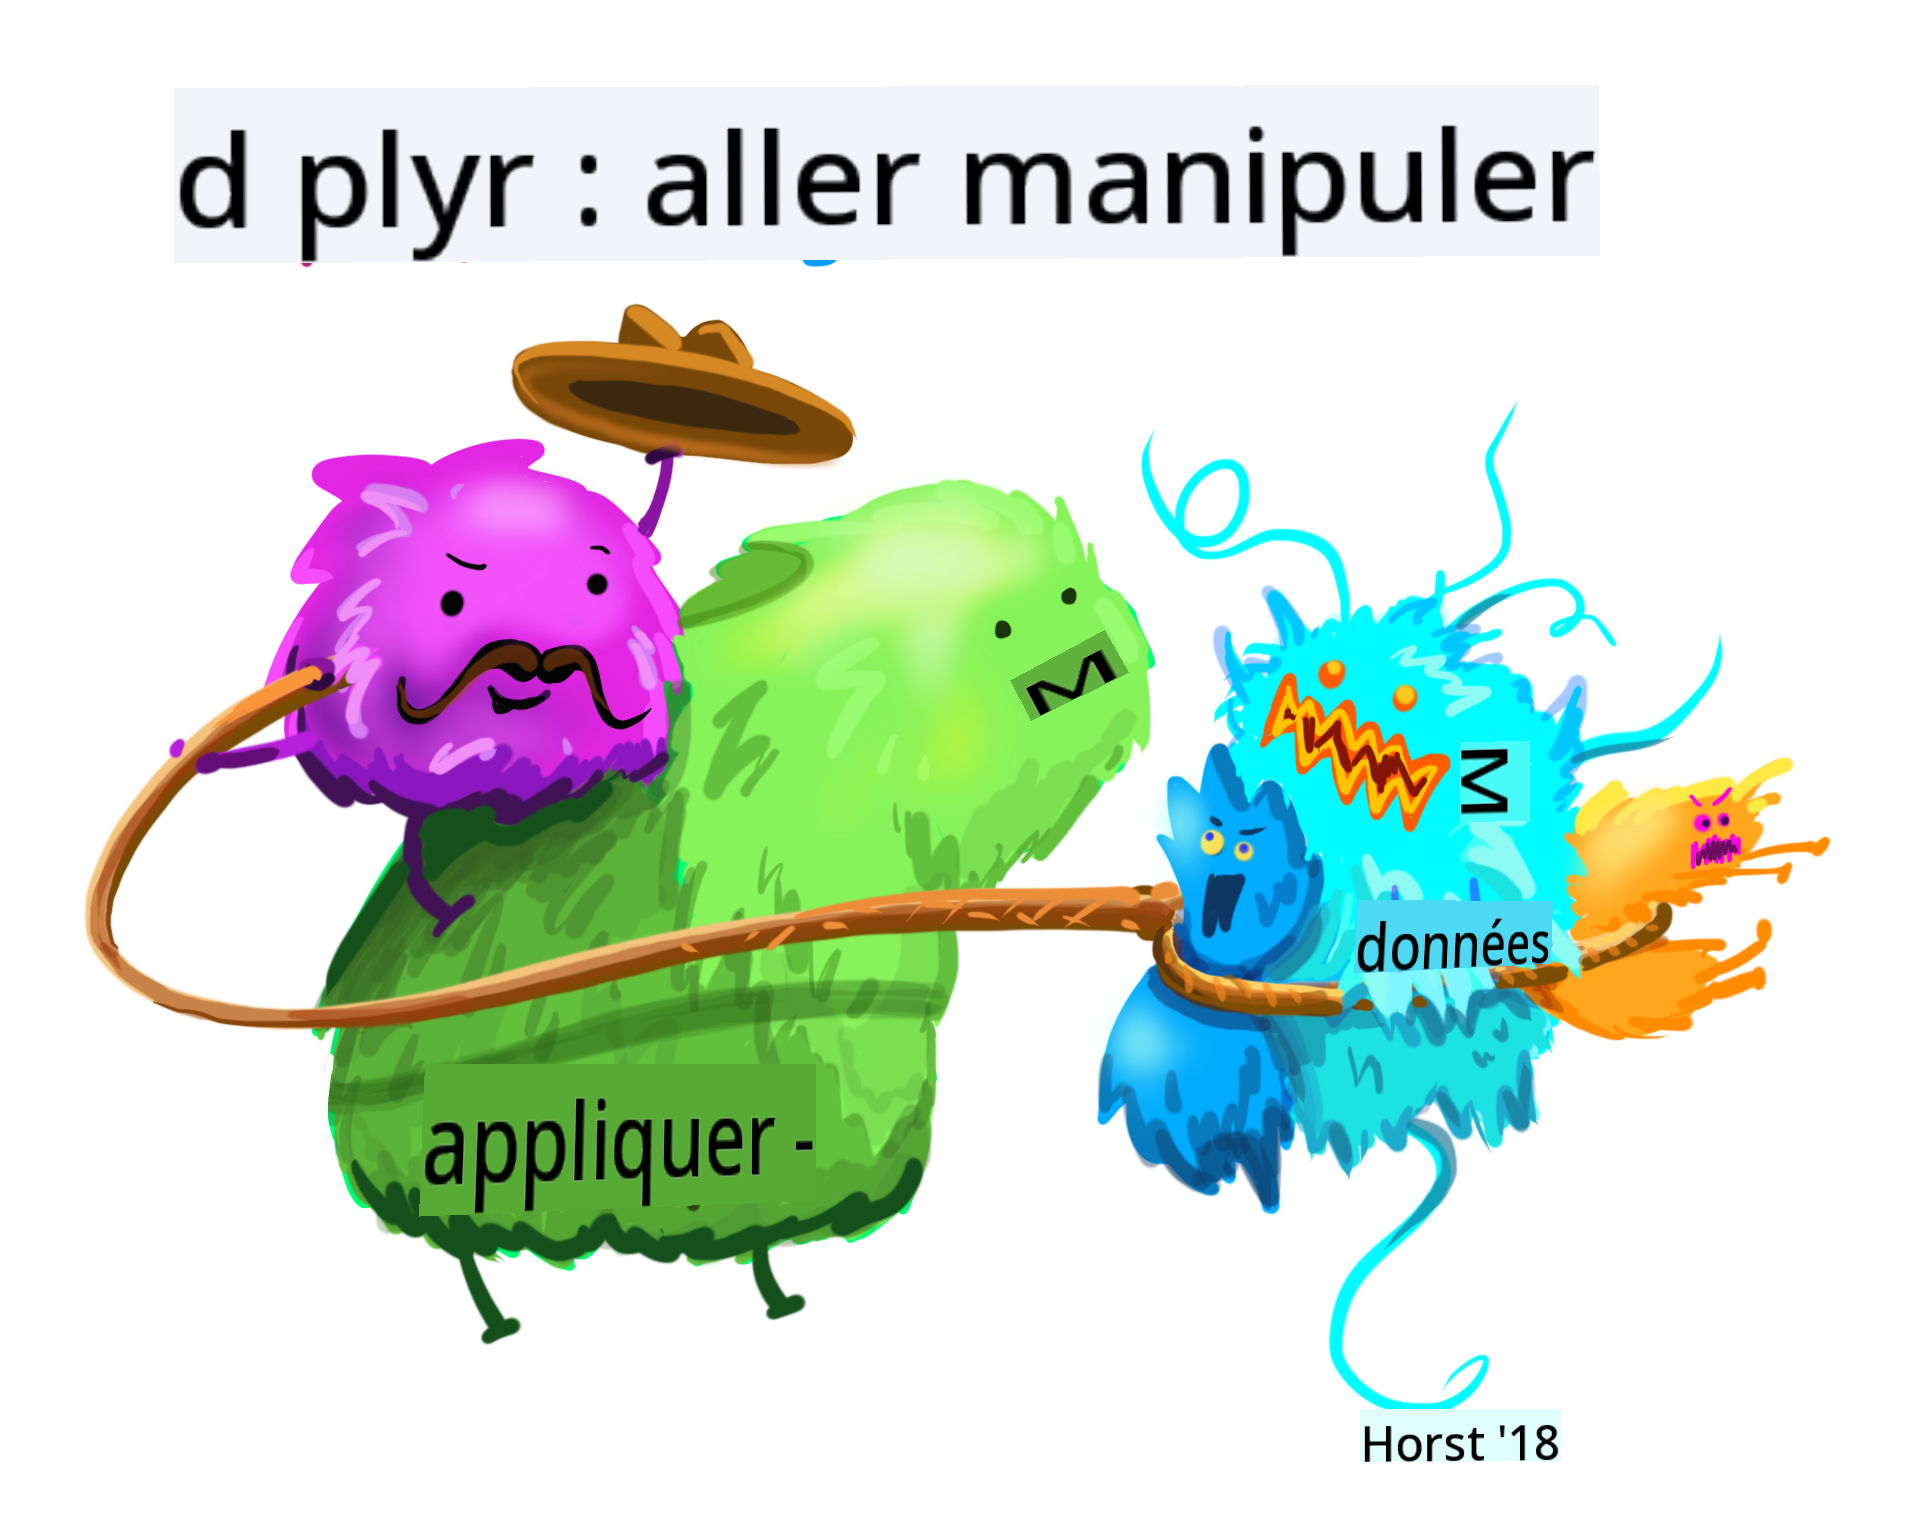 d plyr : aller manipuler
M
M
données
appliquer -
Horst '18